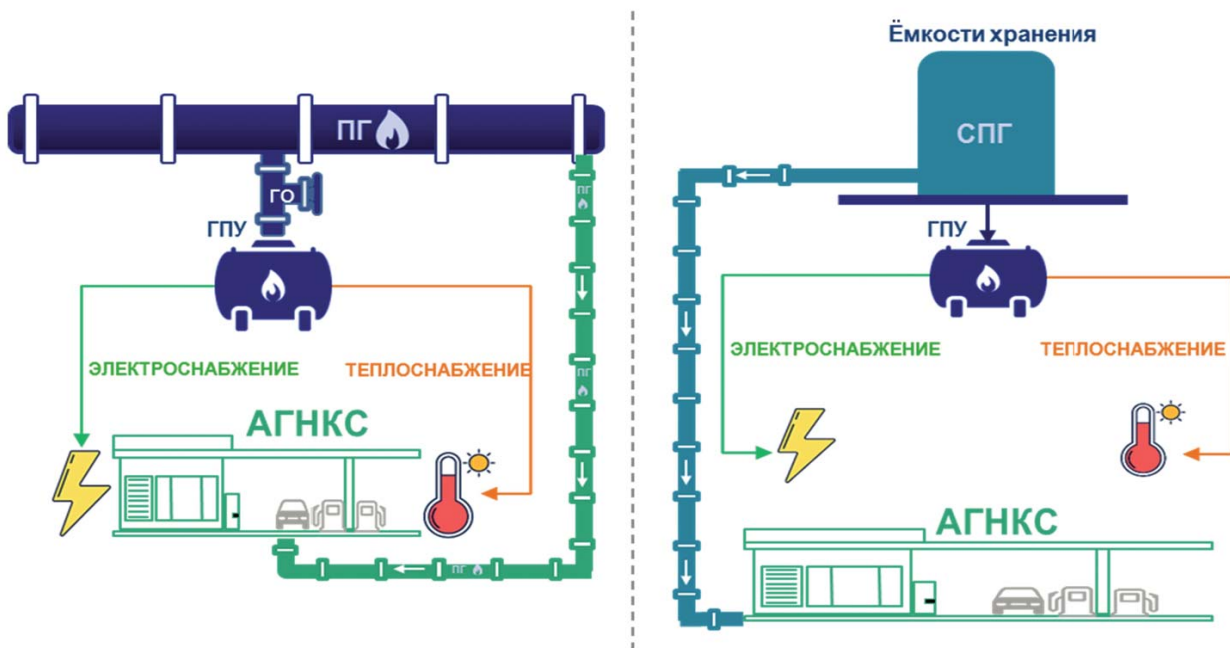 ПГ
ПГ
ГО
ГПУ
ЭЛЕКТРОСНАБЖЕНИЕ
ТЕПЛОСНАБЖЕНИЕ
ПГ
АГНКС
ПГ
Ёмкости хранения
СПГ
ГПУ
ЭЛЕКТРОСНАБЖЕНИЕ
ТЕПЛОСНАБЖЕНИЕ
АГНКС